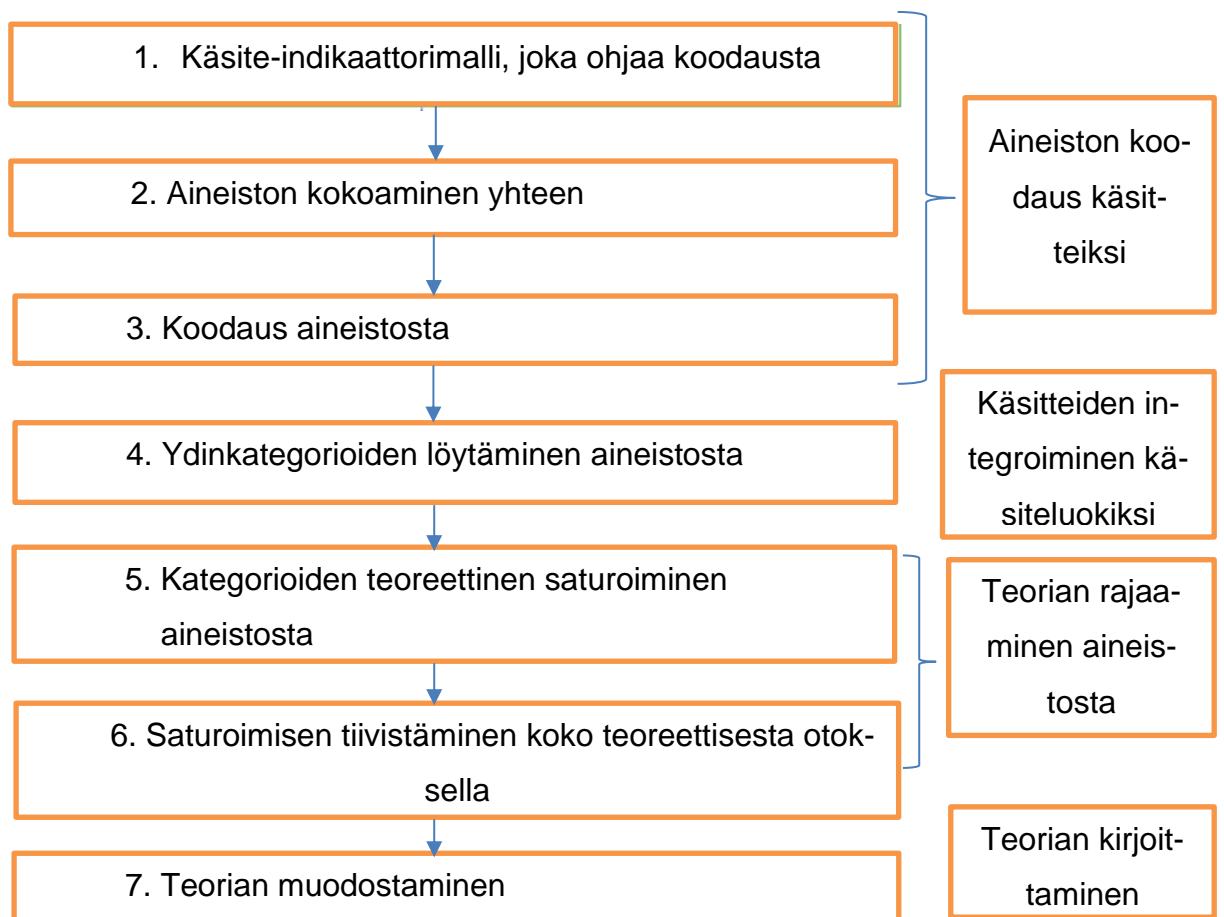 1. Käsite-indikaattorimalli, joka ohjaa koodausta
2. Aineiston kokoaminen yhteen
3. Koodaus aineistosta
4. Ydinkategorioiden löytäminen aineistosta
5. Kategorioiden teoreettinen saturoiminen
aineistosta
6. Saturoimisen tiivistäminen koko teoreettisesta otok-
sella
7. Teorian muodostaminen
Aineiston koo-
daus käsit-
teiksi
Käsitteiden in-
tegroiminen kä-
siteluokiksi
Teorian rajaa-
minen aineis-
tosta
Teorian kirjoit-
taminen